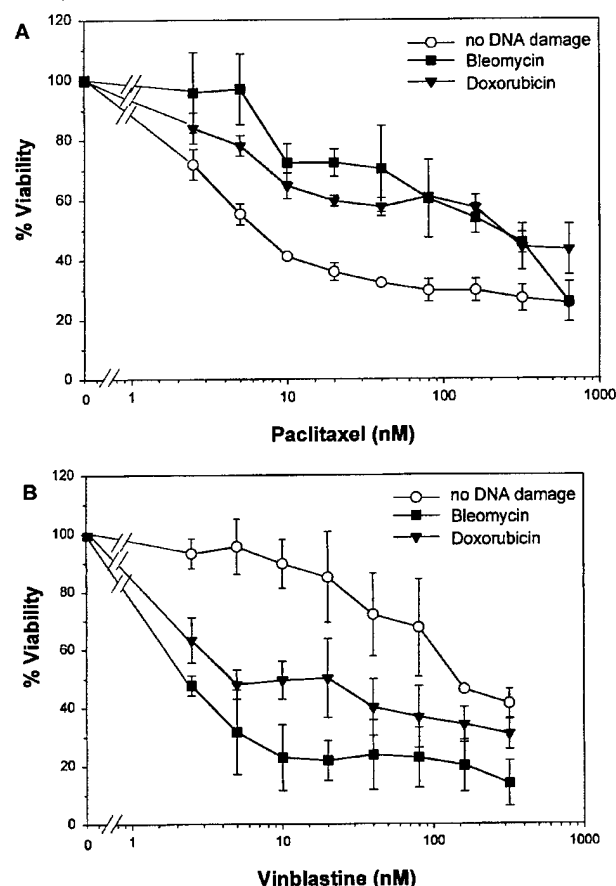 A
120
100
80
60
40
20
0
% Viability
no DNA damage
Bleomycin
Doxorubicin
0 1 10 100 1000
Paclitaxel (nM)
B
120
100
80
60
40
20
0
% Viability
no DNA damage
Bleomycin
Doxorubicin
0 1 10 100 1000
Vinblastine (nM)